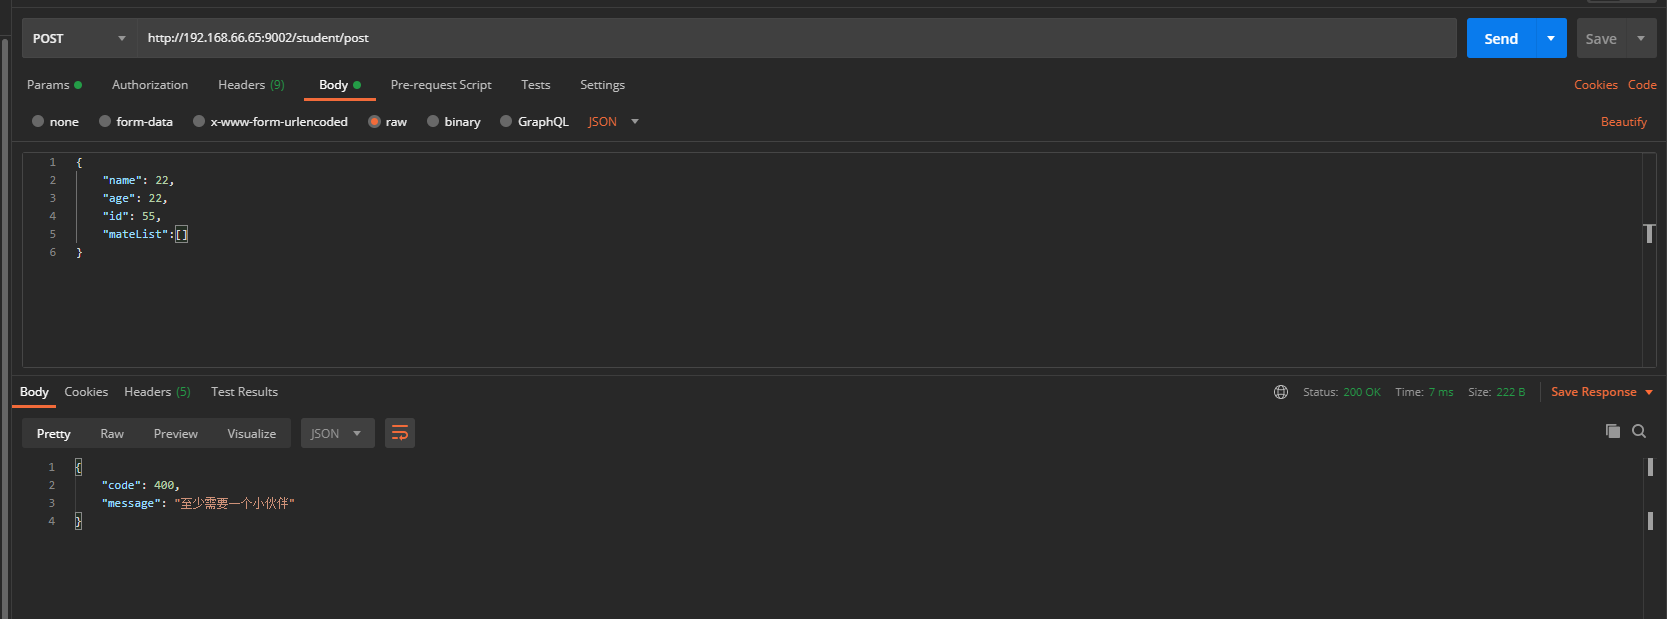 POST http://192.168.66.65:9002/student/post Send Save
Params Authorization Headers (9) Body Pre-request Script Tests Settings Cookies Code
none form-data x-www-form-urlencoded raw binary GraphQL JSON Beautify
1 {
2 "name": 22,
3 "age": 22,
4 "id": 55,
5 "mateList":[]
6 }
Body Cookies Headers (5) Test Results Status: 200 OK Time: 7 ms Size: 222 B Save Response
Pretty Raw Preview Visualize JSON
1 {
2 "code": 400,
3 "message": "至少需要一个小伙伴"
4 }